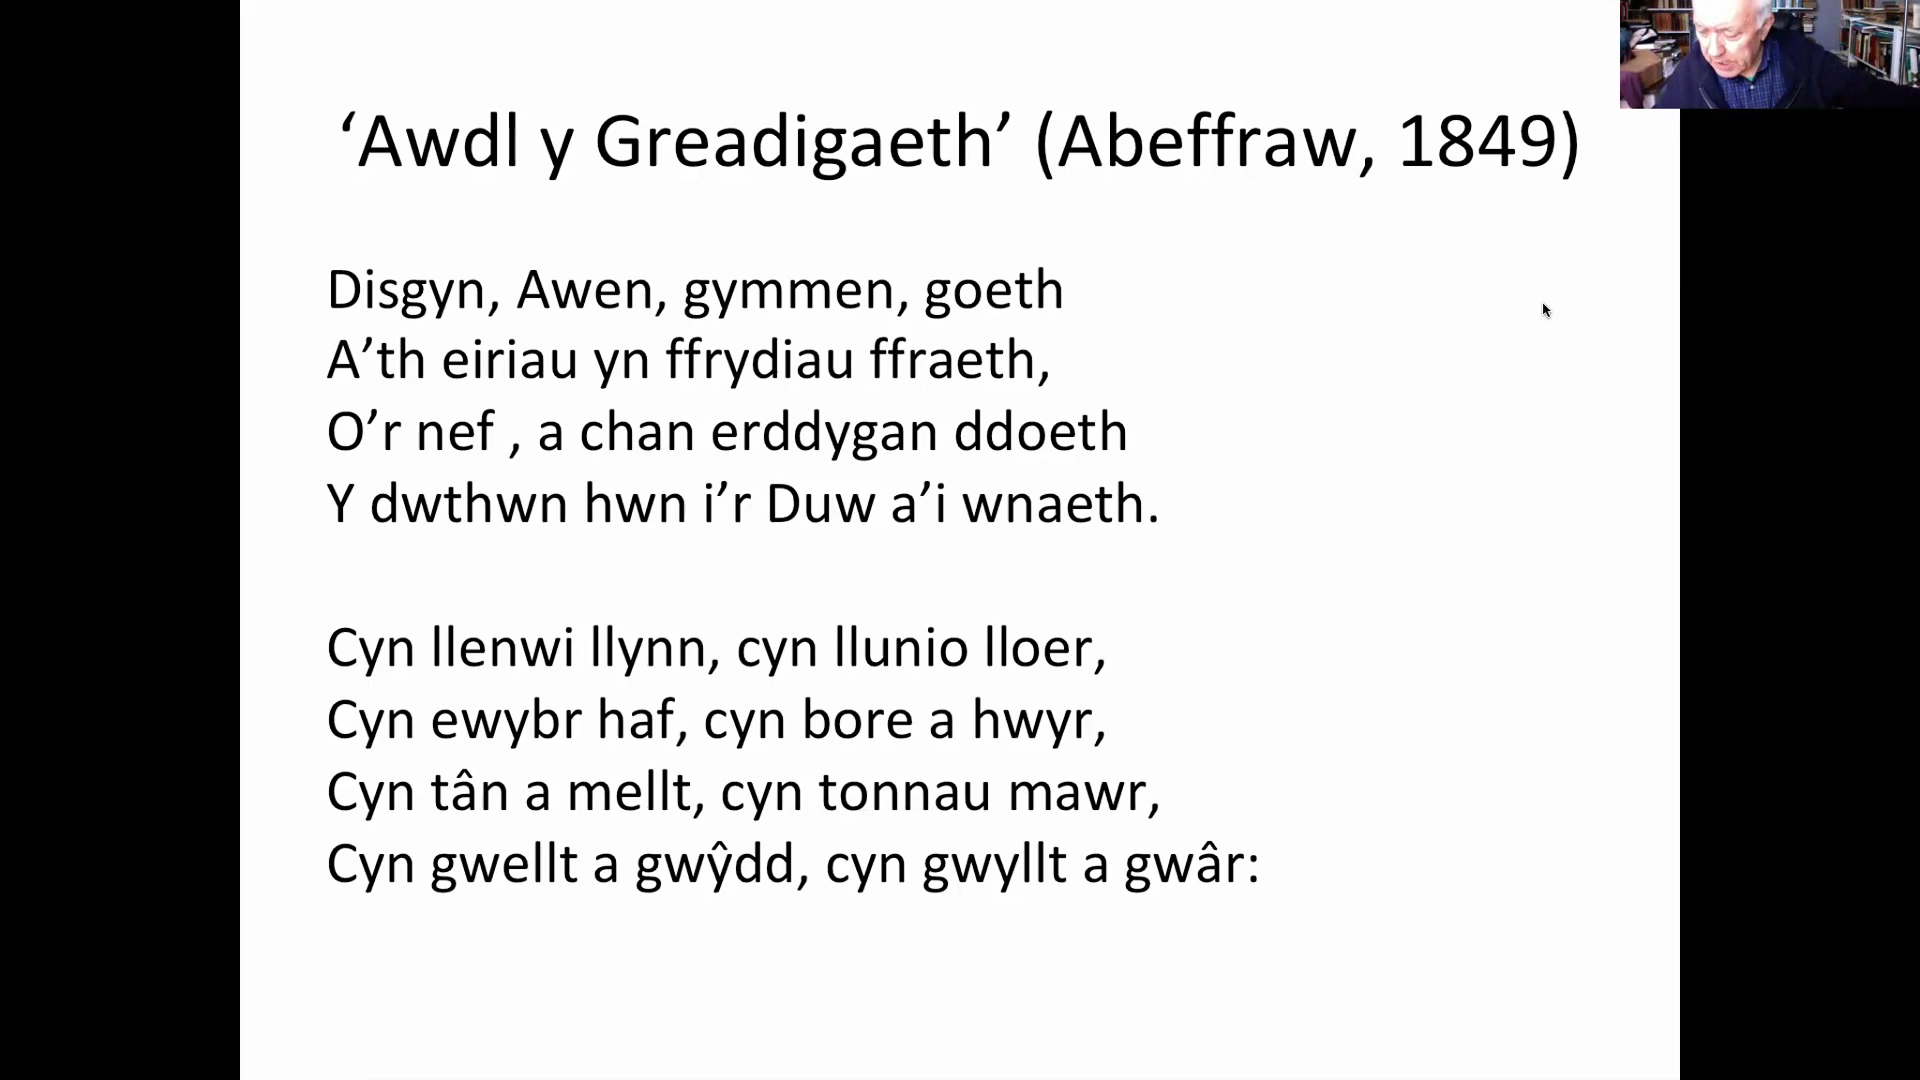 ‘Awdl y Greadigaeth’ (Abeffraw, 1849)
Disgyn, Awen, gymmen, goeth
A’th eiriau yn ffrydiau ffraeth,
O’r nef , a chan erddygan ddoeth
Y dwthwn hwn i’r Duw a’i wnaeth.
Cyn llenwi llynn, cyn llunio lloer,
Cyn ewybr haf, cyn bore a hwyr,
Cyn tân a mellt, cyn tonnau mawr,
Cyn gwellt a gwŷdd, cyn gwyllt a gwâr: